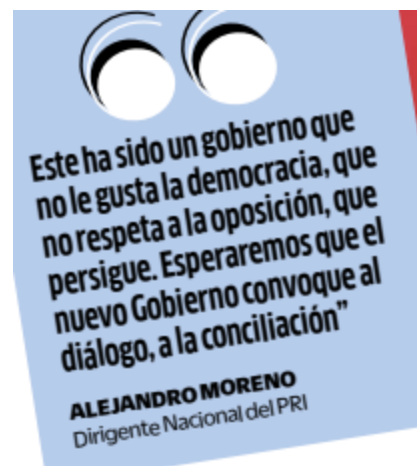 Este ha sido un gobierno que
no le gusta la democracia, que
no respeta a la oposición, que
persigue. Esperaremos que el
nuevo Gobierno convoque al
diálogo, a la conciliación”
ALEJANDRO MORENO
Dirigente Nacional del PRI